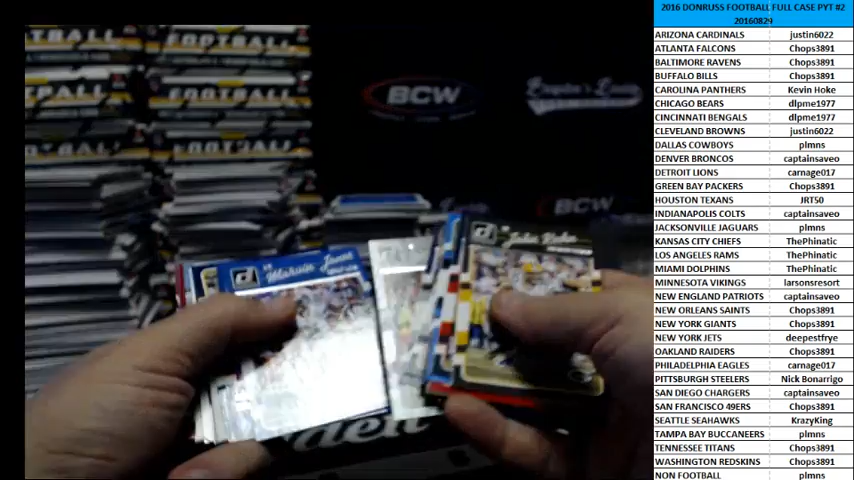 2016 DONRUSS FOOTBALL FULL CASE PYT #2
20160829
ARIZONA CARDINALS justin6022
ATLANTA FALCONS Chops3891
BALTIMORE RAVENS Chops3891
BUFFALO BILLS Chops3891
CAROLINA PANTHERS Kevin Hoke
CHICAGO BEARS dlpme1977
CINCINNATI BENGALS dlpme1977
CLEVELAND BROWNS justin6022
DALLAS COWBOYS plmns
DENVER BRONCOS captainsaveo
DETROIT LIONS carnage017
GREEN BAY PACKERS Chops3891
HOUSTON TEXANS JRT50
INDIANAPOLIS COLTS captainsaveo
JACKSONVILLE JAGUARS plmns
KANSAS CITY CHIEFS ThePhinatic
LOS ANGELES RAMS ThePhinatic
MIAMI DOLPHINS ThePhinatic
MINNESOTA VIKINGS larsonsresort
NEW ENGLAND PATRIOTS captainsaveo
NEW ORLEANS SAINTS Chops3891
NEW YORK GIANTS Chops3891
NEW YORK JETS deepestfrye
OAKLAND RAIDERS Chops3891
PHILADELPHIA EAGLES carnage017
PITTSBURGH STEELERS Nick Bonarrigo
SAN DIEGO CHARGERS captainsaveo
SAN FRANCISCO 49ERS Chops3891
SEATTLE SEAHAWKS KrazyKing
TAMPA BAY BUCCANEERS plmns
TENNESSEE TITANS Chops3891
WASHINGTON REDSKINS Chops3891
NON FOOTBALL plmns
FOOTBALL
FOOTBALL
FOOTBALL
BCW
BCW
Marvin Jones